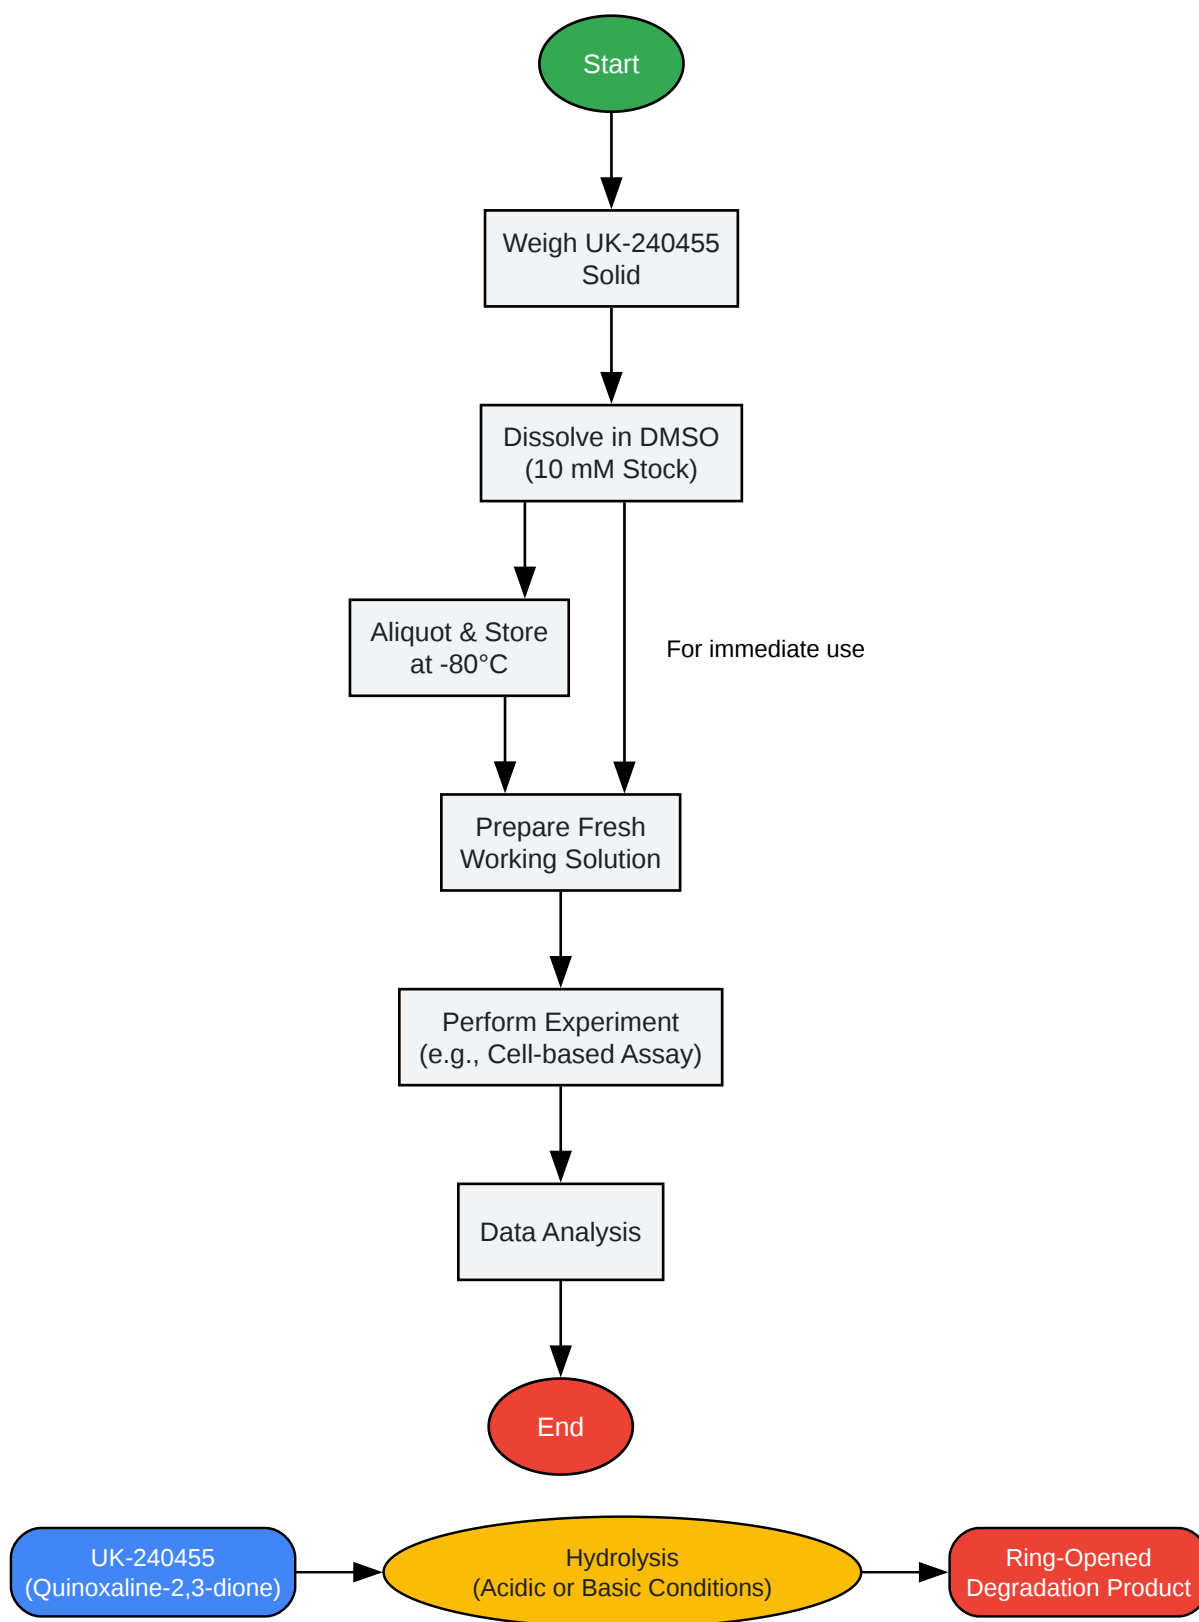 Start
Weigh UK-240455
Solid
Dissolve in DMSO
(10 mM Stock)
Aliquot & Store
at -80°C
For immediate use
Prepare Fresh
Working Solution
Perform Experiment
(e.g., Cell-based Assay)
Data Analysis
End
UK-240455
(Quinoxaline-2,3-dione)
Hydrolysis
(Acidic or Basic Conditions)
Ring-Opened
Degradation Product